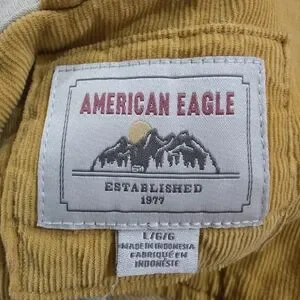 AMERICAN EAGLE
ESTABLISHED
1977
L/G/G
MADE IN INDONESIA
FABRIQUÉ EN
INDONÉSIE